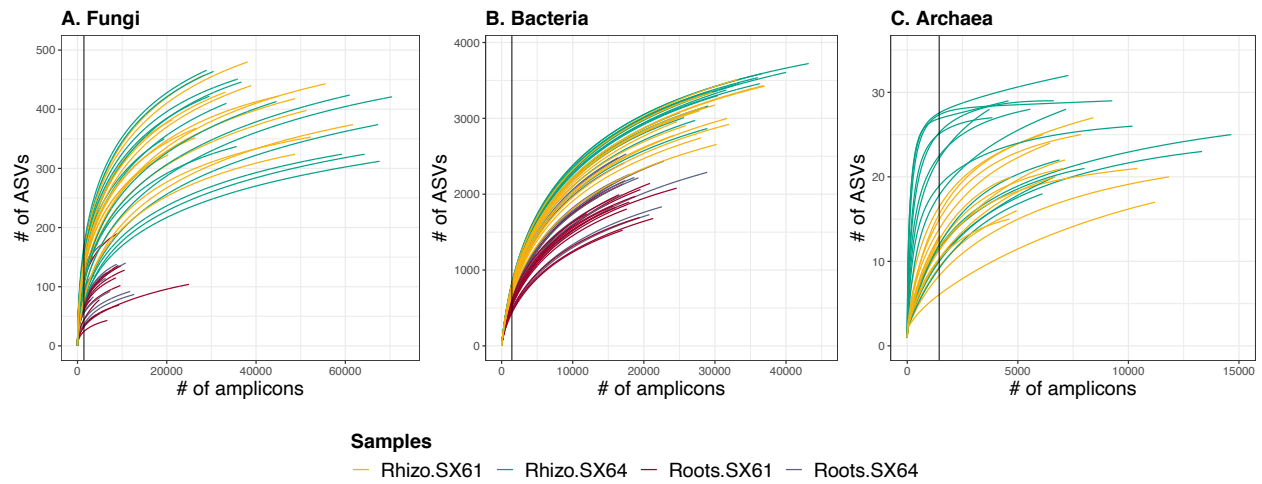 A. Fungi
B. Bacteria
C. Archaea
# of ASVs
500
400
300
200
100
0
0
20000
40000
60000
# of amplicons
# of ASVs
4000
3000
2000
1000
0
0
10000
20000
30000
40000
# of amplicons
# of ASVs
30
20
10
0
0
5000
10000
15000
# of amplicons
Samples
Rhizo.SX61 Rhizo.SX64 Roots.SX61 Roots.SX64